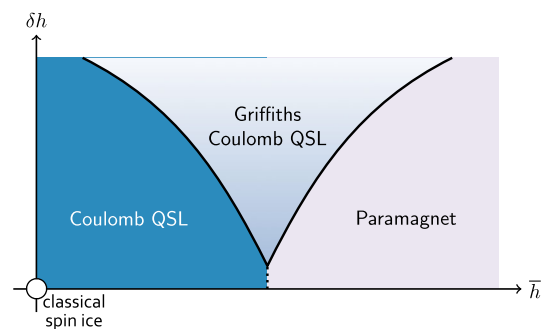 δh
Griffiths
Coulomb QSL
Coulomb QSL
Paramagnet
h̅
classical
spin ice